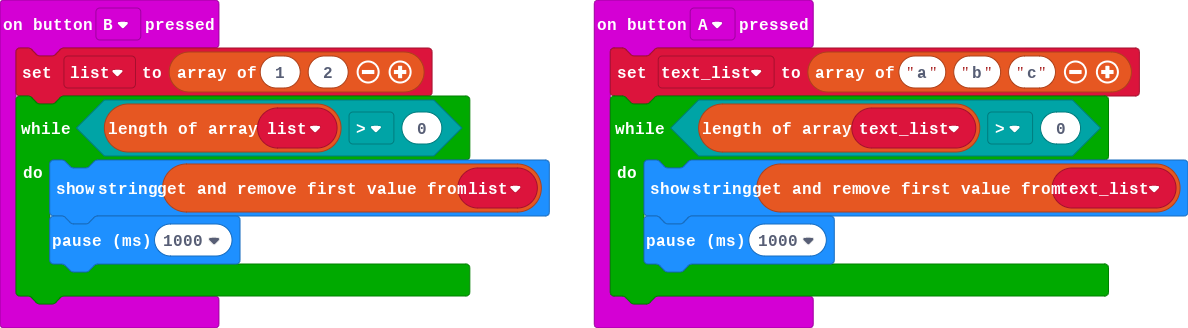 on button B pressed
set list to array of 1 2
while length of array list > 0
do
show string get and remove first value from list
pause (ms) 1000
on button A pressed
set text_list to array of "a" "b" "c"
while length of array text_list > 0
do
show string get and remove first value from text_list
pause (ms) 1000